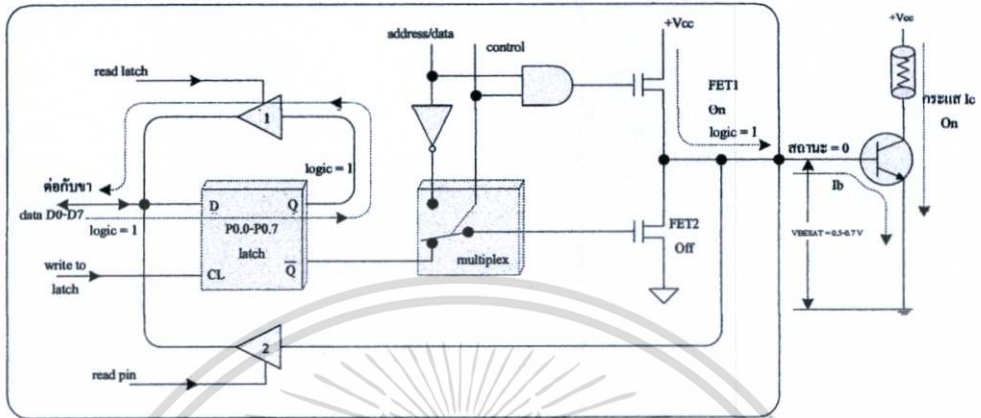 address/data
control
+Vcc
+Vcc
read latch
1
FET1
On
logic = 1
กระแส Ic
On
logic = 1
ต่อกับขา
data D0-D7
logic = 1
D
Q
P0.0-P0.7
latch
CL
Q
multiplex
FET2
Off
สถานะ = 0
Ib
VBESAT = 0.5-0.7 V
write to
latch
2
read pin